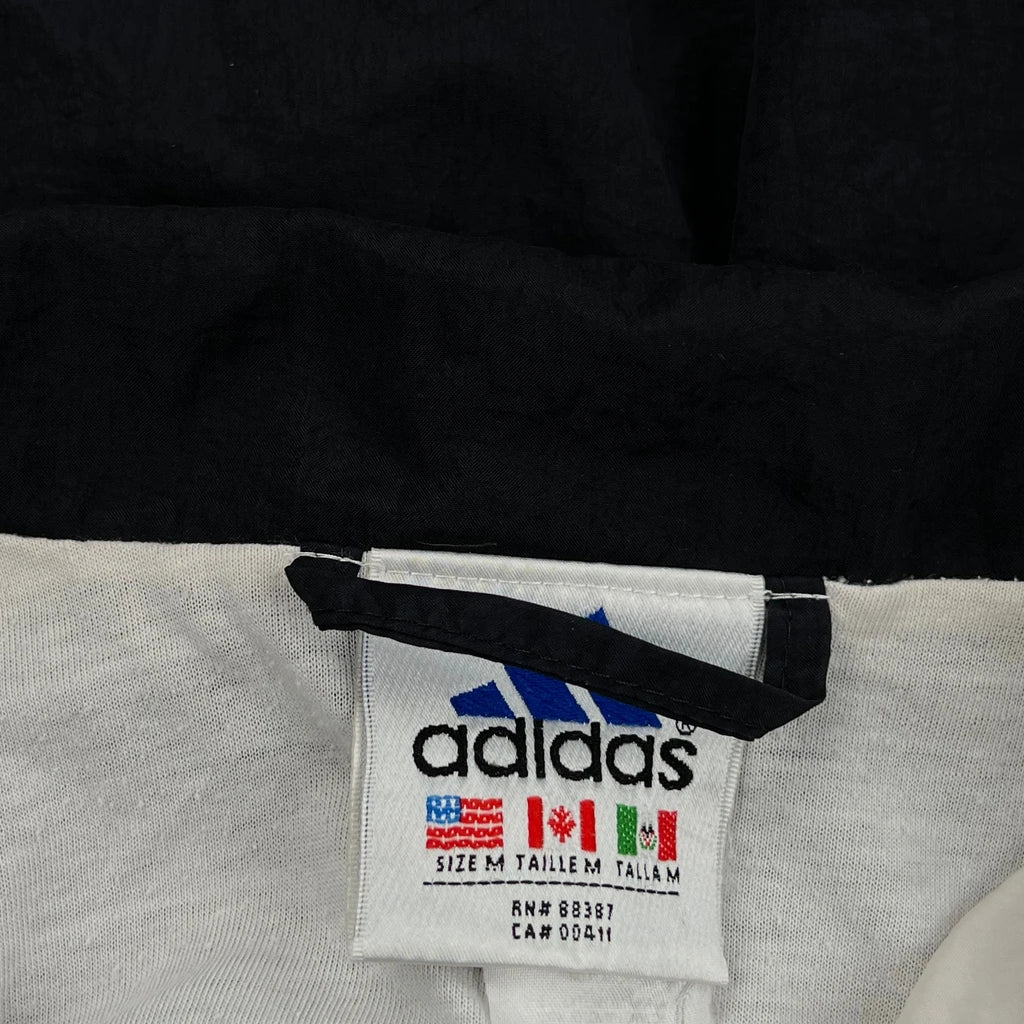 adidas®
SIZE M TAILLE M TALLA M
RN# 88387
CA# 00411